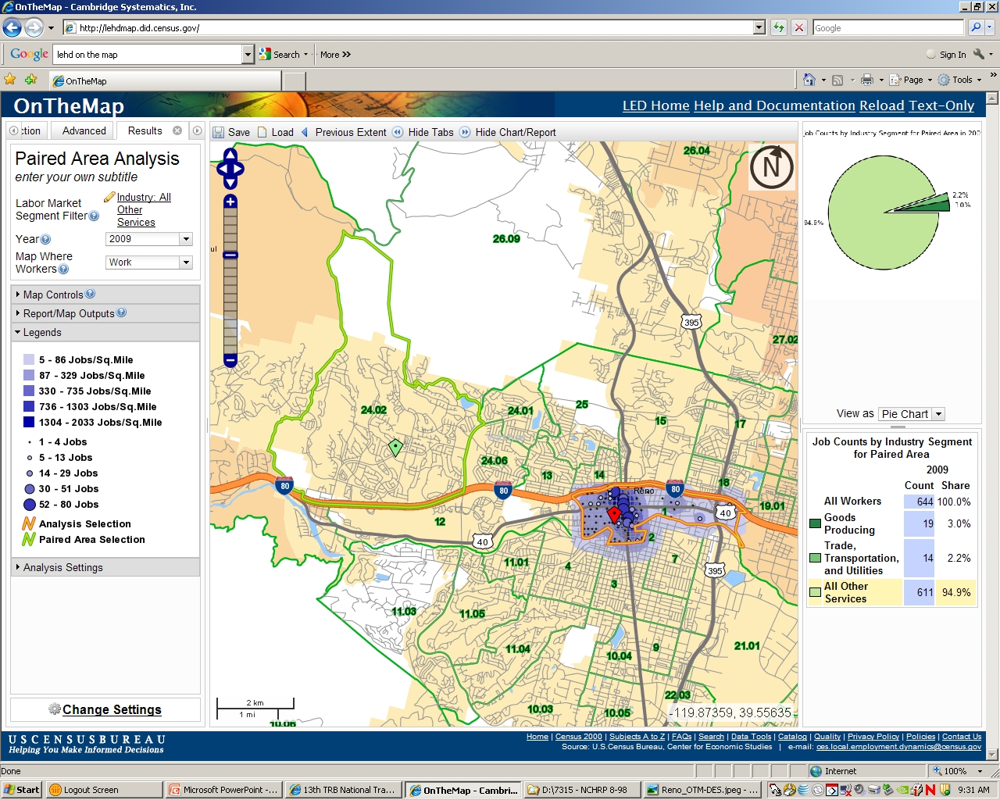 OnTheMap - Cambridge Systematics, Inc.
http://lehdmap.did.census.gov/
Google
Google lehd on the map Search More »
Sign In
OnTheMap
Page Tools »
OnTheMap
LED Home Help and Documentation Reload Text-Only
ction Advanced Results
Save Load Previous Extent Hide Tabs Hide Chart/Report
Paired Area Analysis
enter your own subtitle
Labor Market
Segment Filter
Industry: All
Other
Services
Year 2009
Map Where
Workers
Work
Map Controls
Report/Map Outputs
Legends
5 - 86 Jobs/Sq.Mile
87 - 329 Jobs/Sq.Mile
330 - 735 Jobs/Sq.Mile
736 - 1303 Jobs/Sq.Mile
1304 - 2033 Jobs/Sq.Mile
1 - 4 Jobs
5 - 13 Jobs
14 - 29 Jobs
30 - 51 Jobs
52 - 80 Jobs
Analysis Selection
Paired Area Selection
Analysis Settings
Change Settings
N
26.04
26.09
ul
395
27.02
24.02
24.01
25
15
17
24.06
13
14
18
80
80
Reno
80
19.01
12
1
40
40
2
11.01
4
7
395
3
11.03
11.05
11.04
9
21.01
10.04
22.03
10.03
10.05
10.06
2 km
1 mi
-119.87359, 39.55635
Job Counts by Industry Segment for Paired Area in 200
2.2%
3.0%
94.9%
View as Pie Chart
Job Counts by Industry Segment
for Paired Area
2009
Count Share
All Workers 644 100.0%
Goods
Producing 19 3.0%
Trade,
Transportation,
and Utilities 14 2.2%
All Other
Services 611 94.9%
USCENSUSBUREAU
Helping You Make Informed Decisions
Home | Census 2000 | Subjects A to Z | FAQs | Search | Data Tools | Catalog | Quality | Privacy Policy | Policies | Contact Us
Source: U.S.Census Bureau, Center for Economic Studies | e-mail: ces.local.employment.dynamics@census.gov
Done
Internet
100%
Start
Logout Screen
Microsoft PowerPoint -...
13th TRB National Tra...
OnTheMap - Cambri...
D:\7315 - NCHRP 8-98
Reno_OTM-DES.jpeg - ...
9:31 AM